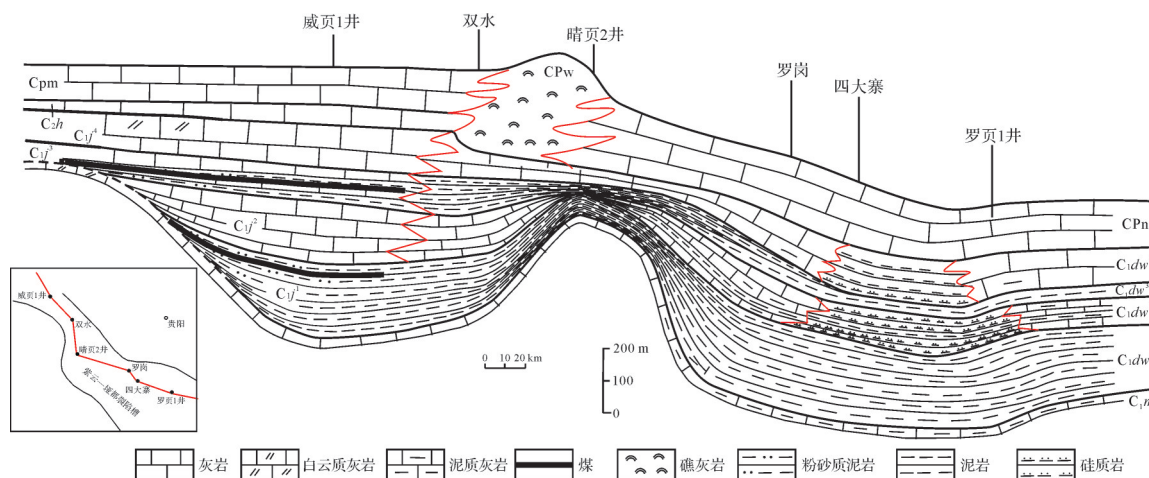 威页1井
双水
晴页2井
罗岗
四大寨
罗页1井
Cpm
CPw
C₂h
C₁j⁴
C₁j³
C₁j²
C₁j¹
CPn
C₁dw
C₁dw³
C₁dw
C₁dw
C₁n
威页1井
双水
贵阳
晴页2井
罗岗
四大寨
罗页1井
0 10 20 km
200 m
100
0
灰岩
白云质灰岩
泥质灰岩
煤
礁灰岩
粉砂质泥岩
泥岩
硅质岩